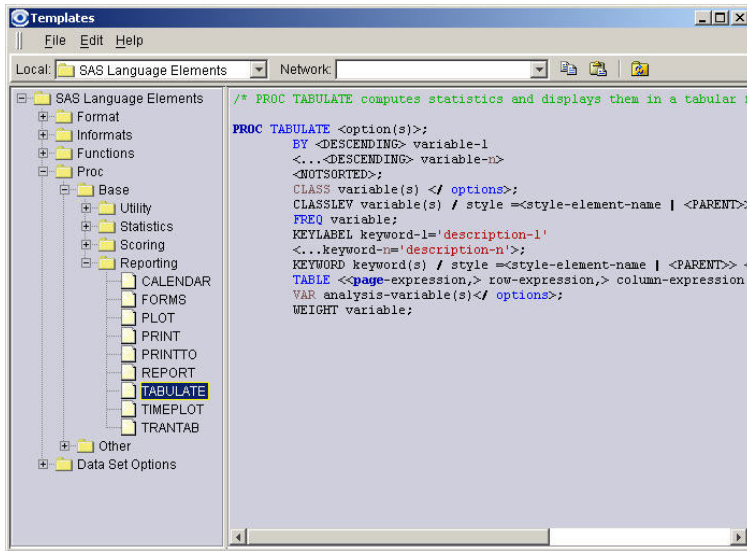 Templates
File Edit Help
Local: SAS Language Elements Network:
SAS Language Elements
Format
Informats
Functions
Proc
Base
Utility
Statistics
Scoring
Reporting
CALENDAR
FORMS
PLOT
PRINT
PRINTTO
REPORT
TABULATE
TIMEPLOT
TRANTAB
Other
Data Set Options
/* PROC TABULATE computes statistics and displays them in a tabular
PROC TABULATE <option(s)>;
BY <DESCENDING> variable-1
<...<DESCENDING> variable-n>
<NOTSORTED>;
CLASS variable(s) </ options>;
CLASSLEV variable(s) / style =<style-element-name | <PARENT>>
FREQ variable;
KEYLABEL keyword-1='description-1'
<...keyword-n='description-n'>;
KEYWORD keyword(s) / style =<style-element-name | <PARENT>> <
TABLE <<page-expression,> row-expression,> column-expression
VAR analysis-variable(s)</ options>;
WEIGHT variable;